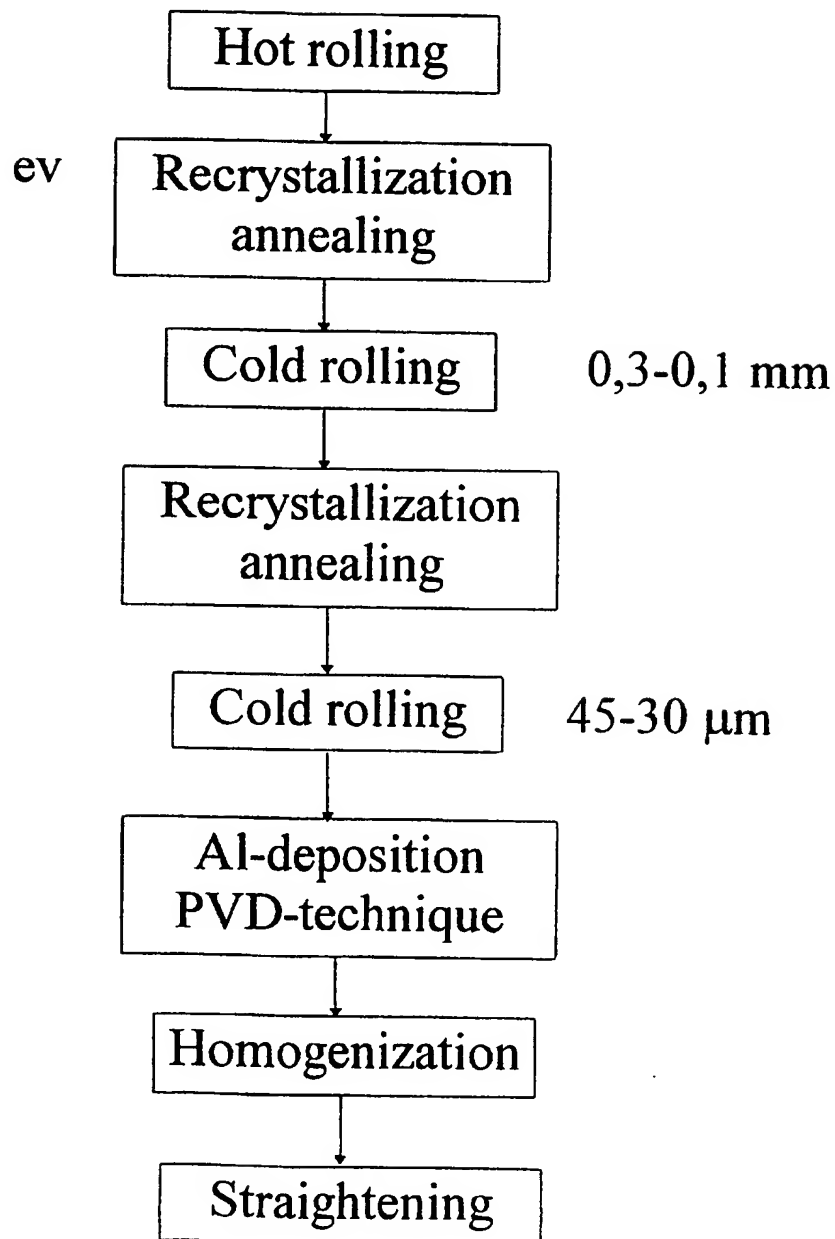 Hot rolling
ev
Recrystallization
annealing
Cold rolling
0,3-0,1 mm
Recrystallization
annealing
Cold rolling
45-30 μm
Al-deposition
PVD-technique
Homogenization
Straightening